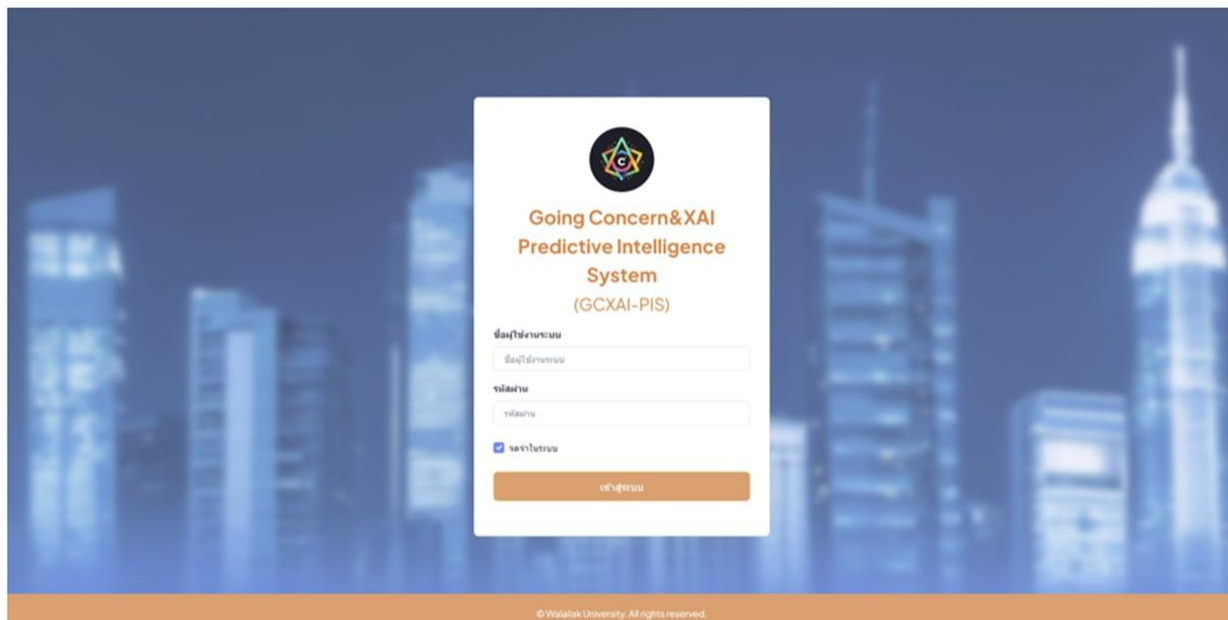 C
Going Concern&XAI
Predictive Intelligence
System
(GCXAI-PIS)
ชื่อผู้ใช้งานระบบ
ชื่อผู้ใช้งานระบบ
รหัสผ่าน
รหัสผ่าน
จดจำในระบบ
เข้าสู่ระบบ
© Walailak University. All rights reserved.